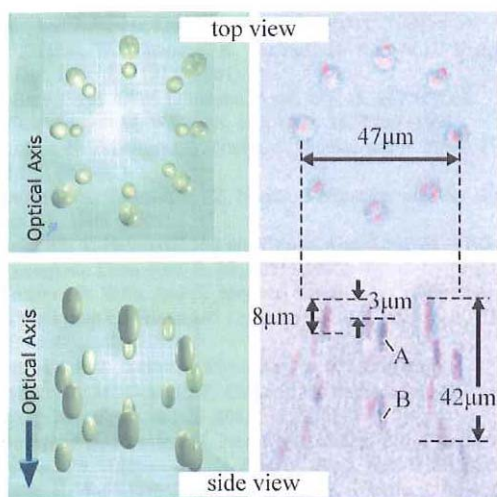 top view
Optical Axis
47μm
Optical Axis
8μm
3μm
A
B
42μm
side view